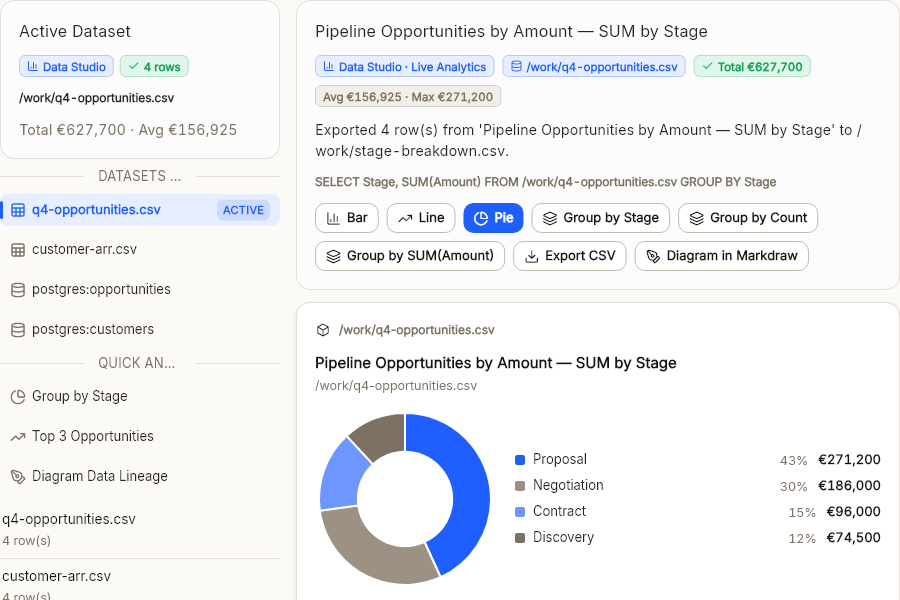 Active Dataset
Data Studio
4 rows
/work/q4-opportunities.csv
Total €627,700 · Avg €156,925
DATASETS ...
q4-opportunities.csv
ACTIVE
customer-arr.csv
postgres:opportunities
postgres:customers
QUICK AN...
Group by Stage
Top 3 Opportunities
Diagram Data Lineage
q4-opportunities.csv
4 row(s)
customer-arr.csv
4 row(s)
Pipeline Opportunities by Amount — SUM by Stage
Data Studio · Live Analytics
/work/q4-opportunities.csv
Total €627,700
Avg €156,925 · Max €271,200
Exported 4 row(s) from 'Pipeline Opportunities by Amount — SUM by Stage' to /
work/stage-breakdown.csv.
SELECT Stage, SUM(Amount) FROM /work/q4-opportunities.csv GROUP BY Stage
Bar
Line
Pie
Group by Stage
Group by Count
Group by SUM(Amount)
Export CSV
Diagram in Markdraw
/work/q4-opportunities.csv
Pipeline Opportunities by Amount — SUM by Stage
/work/q4-opportunities.csv
Proposal 43% €271,200
Negotiation 30% €186,000
Contract 15% €96,000
Discovery 12% €74,500